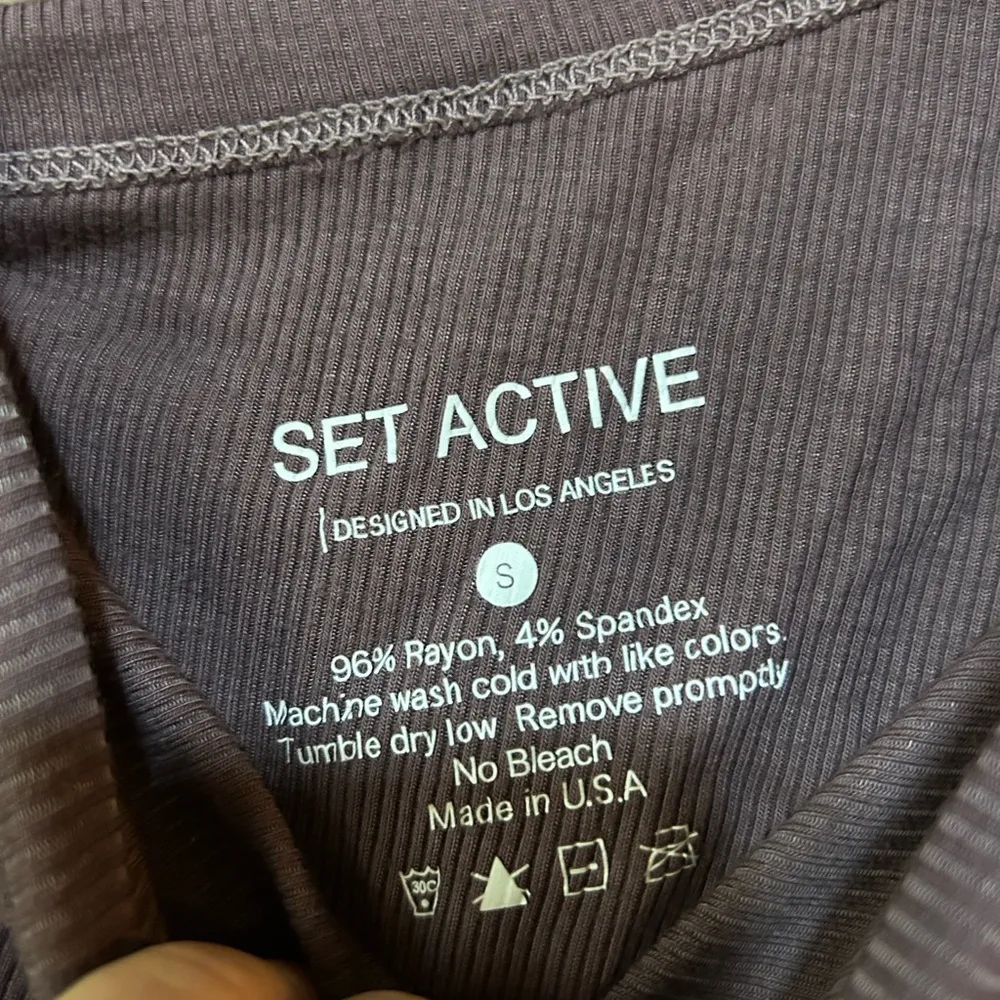 SET ACTIVE
DESIGNED IN LOS ANGELES
S
96% Rayon, 4% Spandex
Machine wash cold with like colors.
Tumble dry low Remove promptly
No Bleach
Made in U.S.A
30C